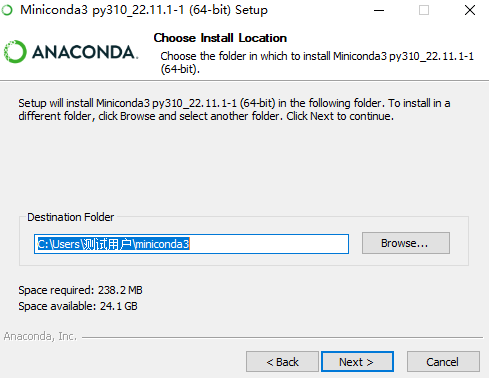 Miniconda3 py310_22.11.1-1 (64-bit) Setup
ANACONDA.
Choose Install Location
Choose the folder in which to install Miniconda3 py310_22.11.1-1
(64-bit).
Setup will install Miniconda3 py310_22.11.1-1 (64-bit) in the following folder. To install in a
different folder, click Browse and select another folder. Click Next to continue.
Destination Folder
C:\Users\测试用户\miniconda3
Browse...
Space required: 238.2 MB
Space available: 24.1 GB
Anaconda, Inc.
< Back
Next >
Cancel